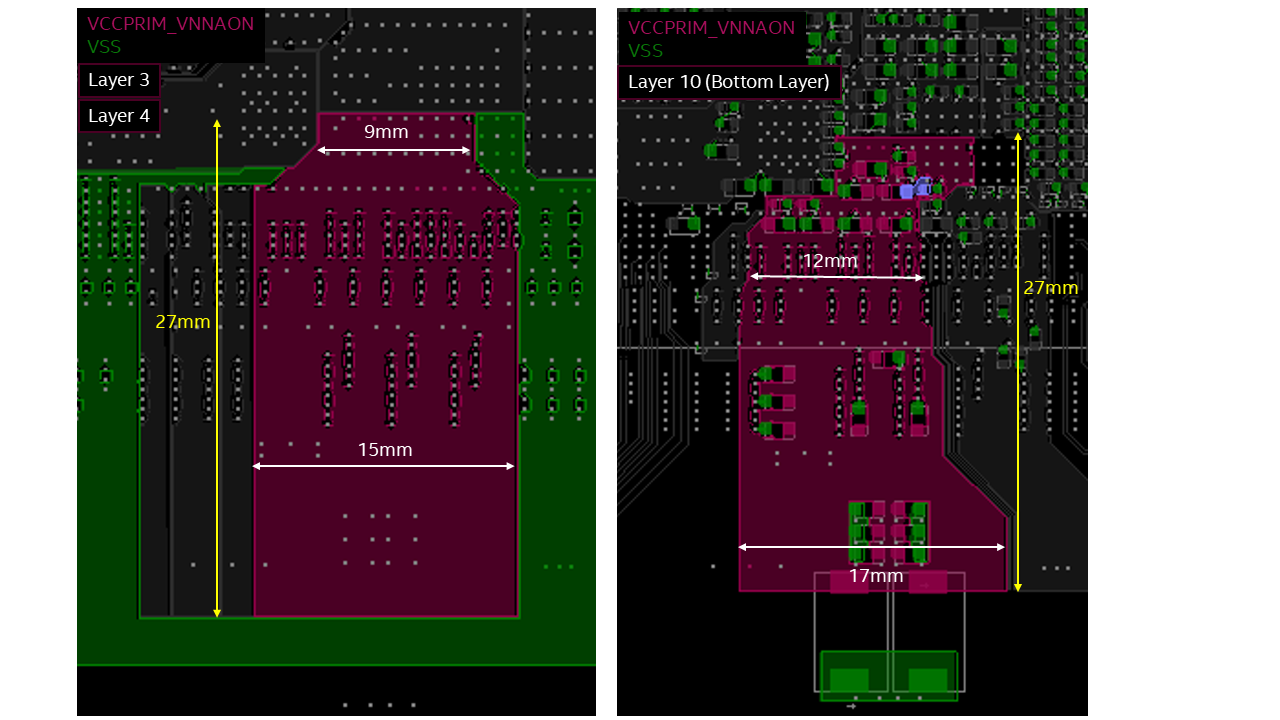 VCCPRIM_VNNAON
VSS
Layer 3
Layer 4
9mm
27mm
15mm
VCCPRIM_VNNAON
VSS
Layer 10 (Bottom Layer)
12mm
27mm
17mm